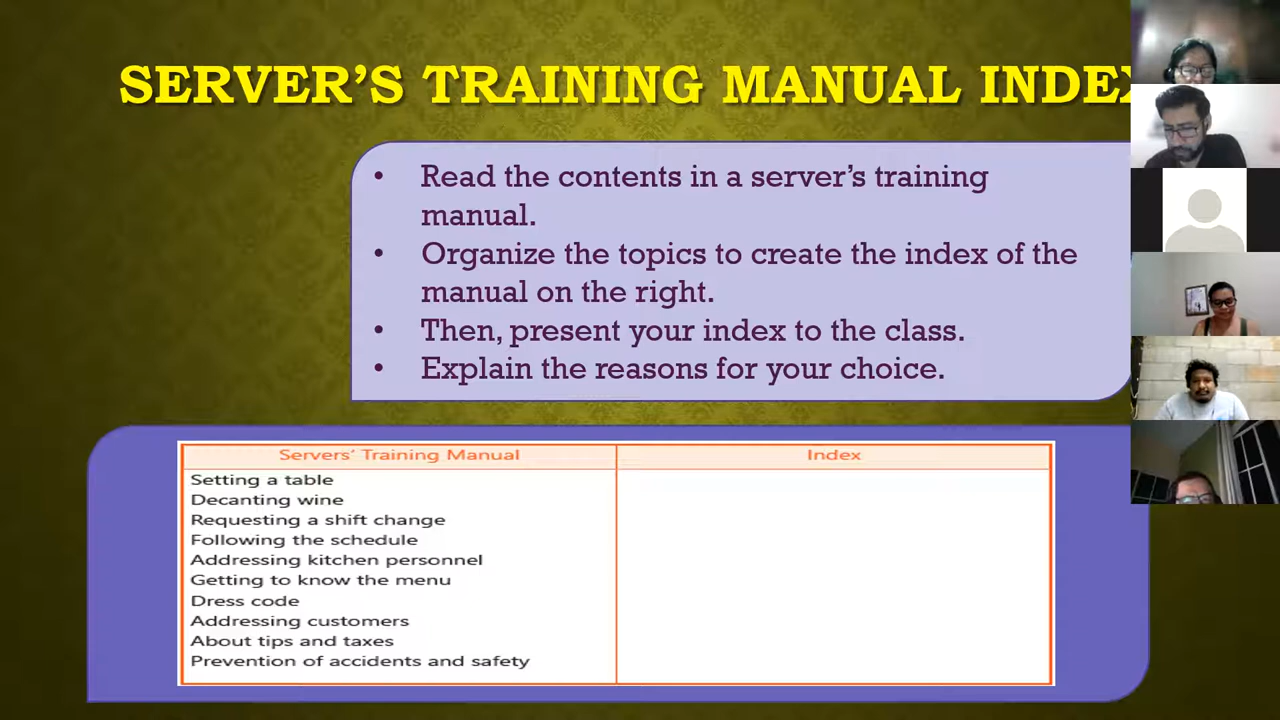 SERVER’S TRAINING MANUAL INDEX
• Read the contents in a server’s training
manual.
• Organize the topics to create the index of the
manual on the right.
• Then, present your index to the class.
• Explain the reasons for your choice.
Servers’ Training Manual
Index
Setting a table
Decanting wine
Requesting a shift change
Following the schedule
Addressing kitchen personnel
Getting to know the menu
Dress code
Addressing customers
About tips and taxes
Prevention of accidents and safety